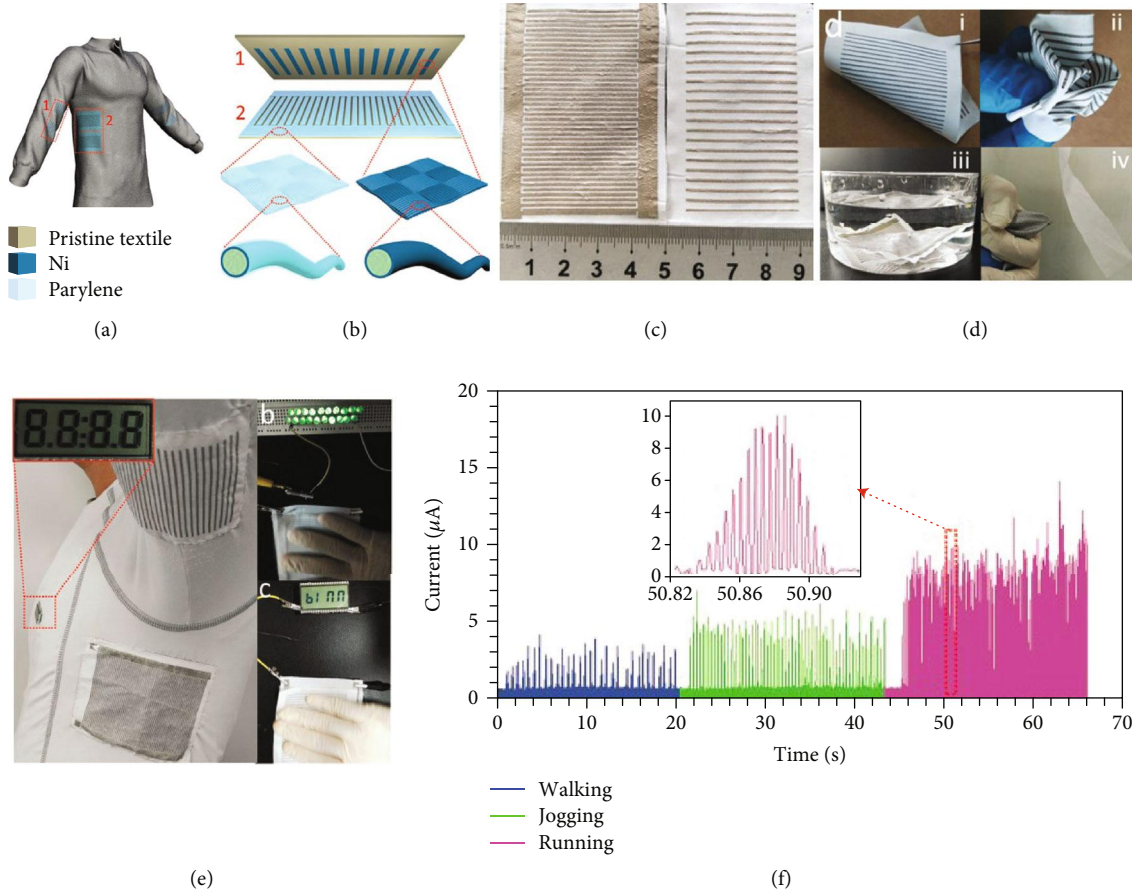 1
2
Pristine textile
Ni
Parylene
(a)
1
2
(b)
1 2 3 4 5 6 7 8 9
(c)
d
i
ii
iii
iv
(d)
8.8:8.8
b
c
(e)
Current (μA)
20
15
10
5
0
10
8
6
4
2
0
50.82 50.86 50.90
0 10 20 30 40 50 60 70
Time (s)
Walking
Jogging
Running
(f)